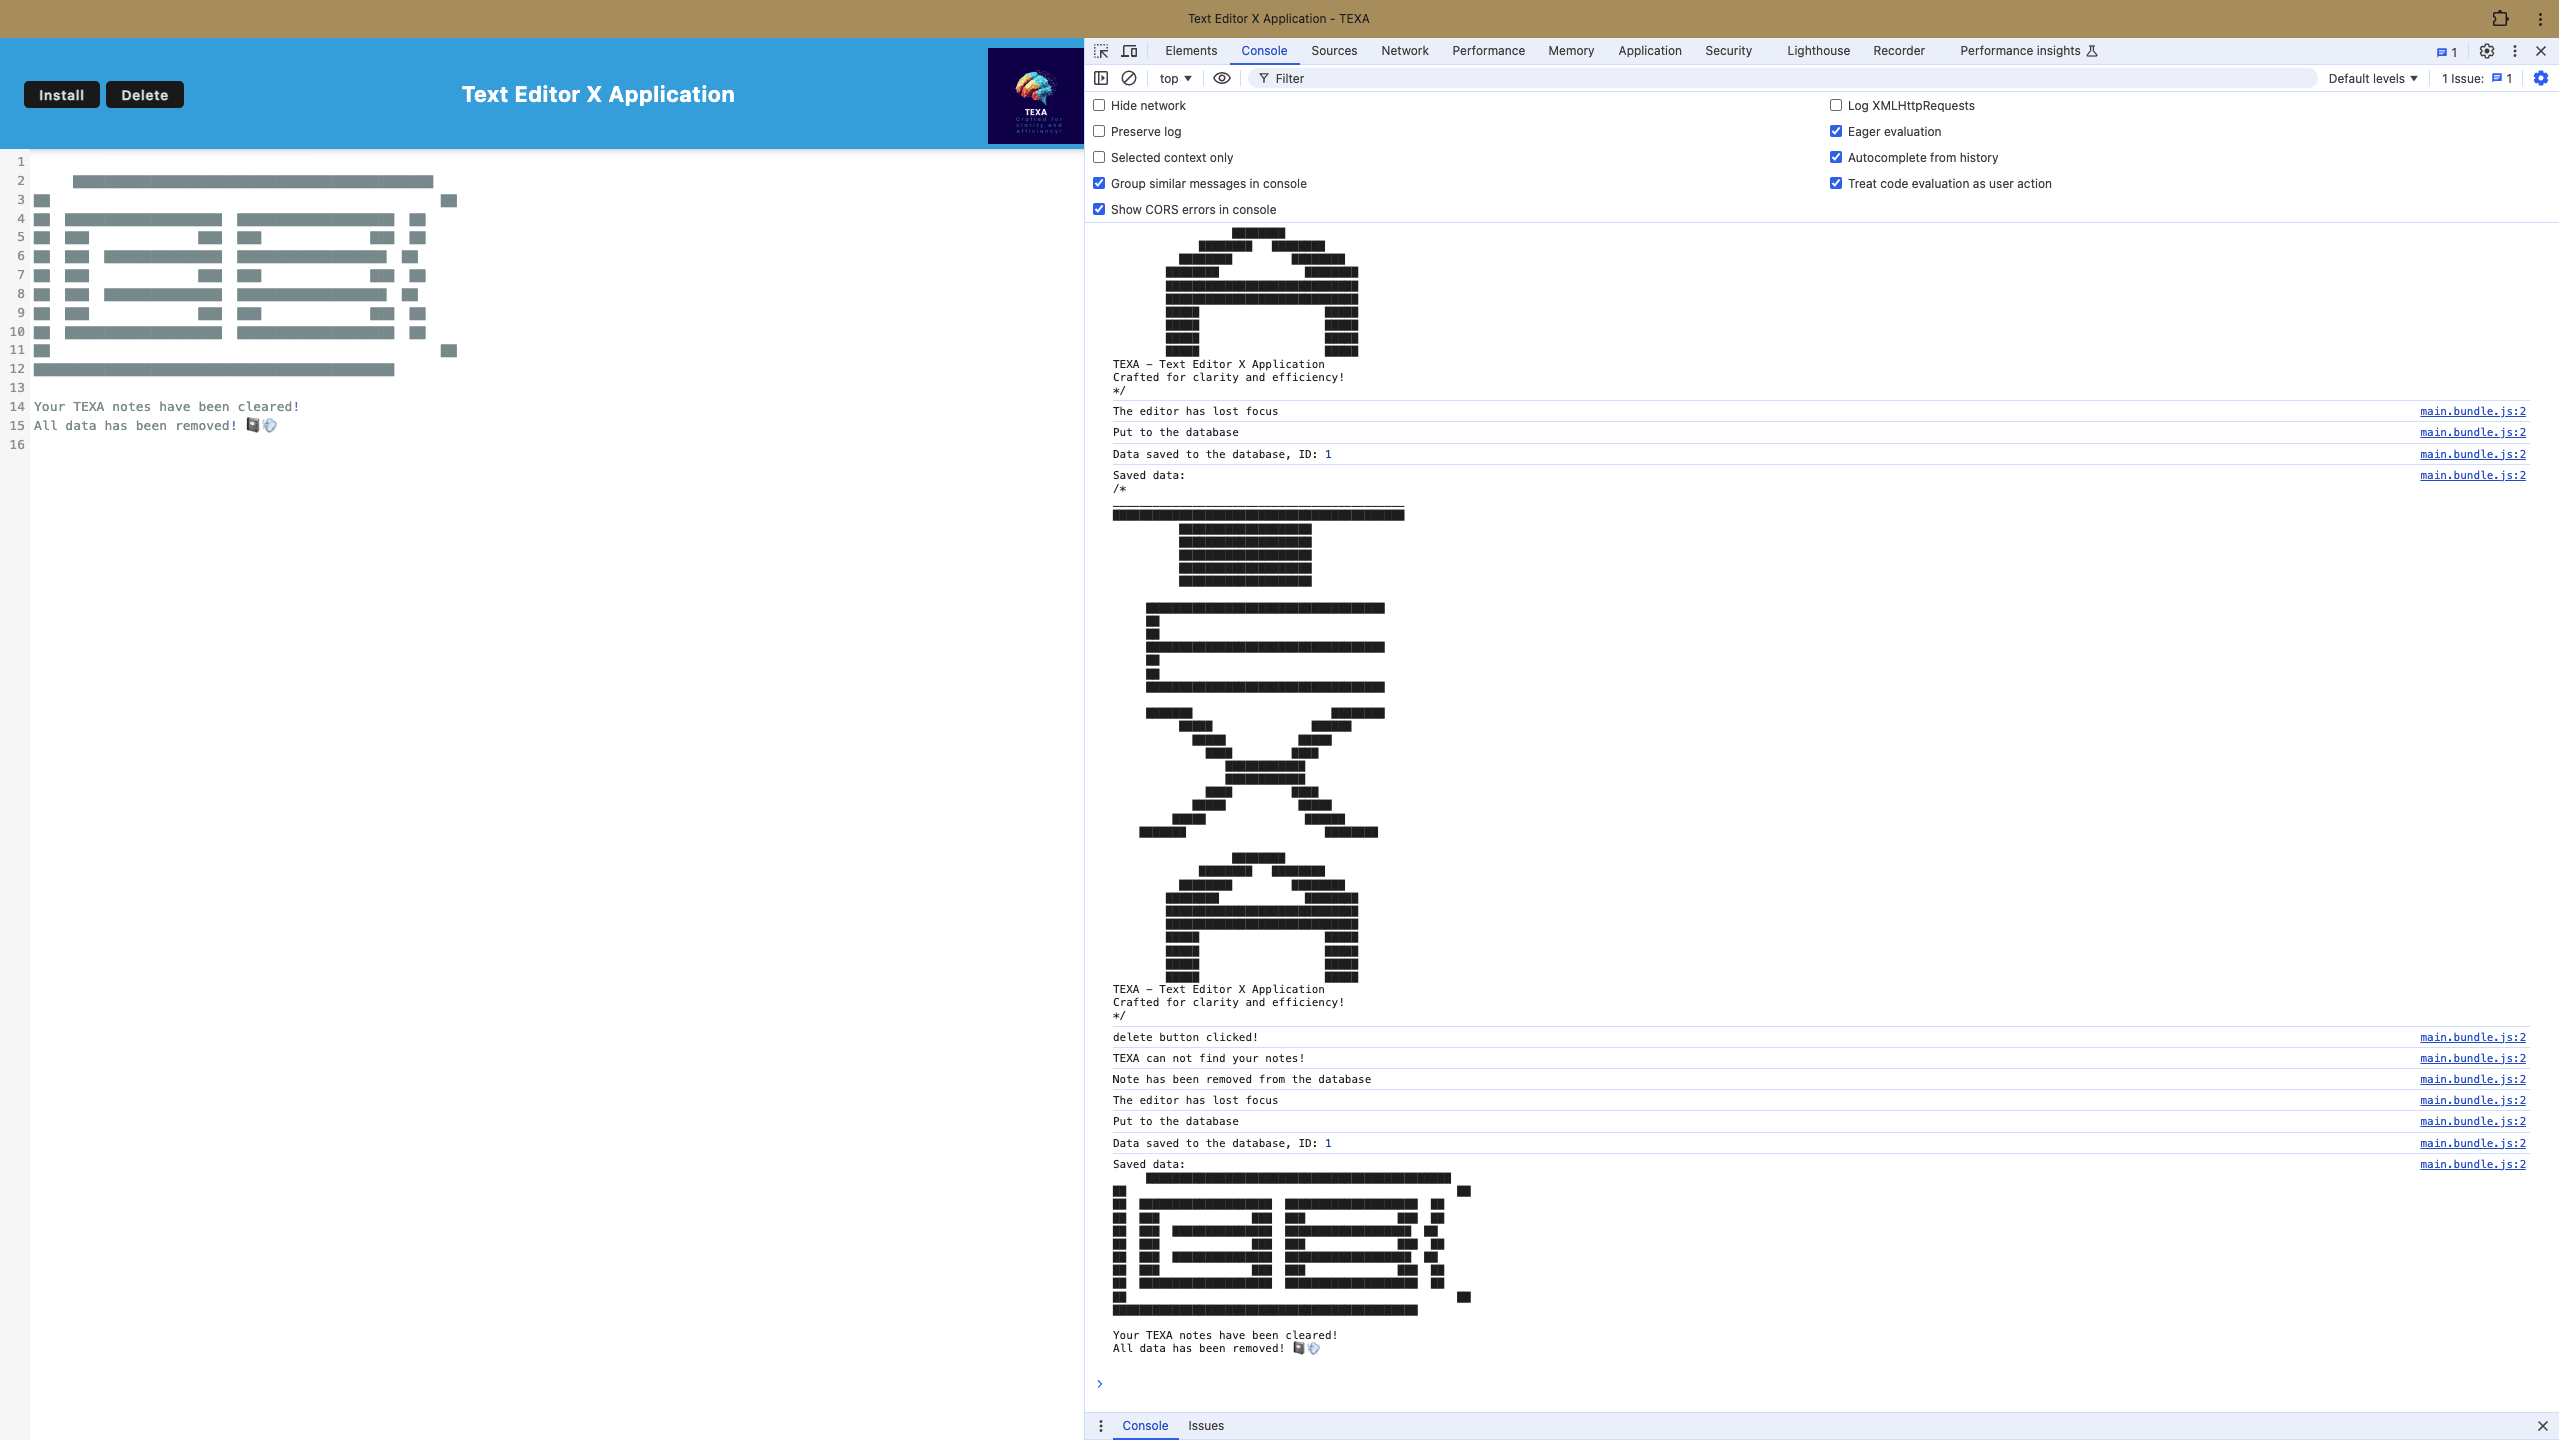 Text Editor X Application - TEXA
Install
Delete
Text Editor X Application
TEXA
Crafted for
clarity and
efficiency!
1
2
3
4
5
6
7
8
9
10
11
12
13
14 Your TEXA notes have been cleared!
15 All data has been removed! 📓💨
16
Elements Console Sources Network Performance Memory Application Security Lighthouse Recorder Performance insights 1
top ▼ Filter Default levels ▼ 1 Issue: 1
Hide network
Log XMLHttpRequests
Preserve log
Eager evaluation
Selected context only
Autocomplete from history
Group similar messages in console
Treat code evaluation as user action
Show CORS errors in console
TEXA – Text Editor X Application
Crafted for clarity and efficiency!
*/
The editor has lost focus main.bundle.js:2
Put to the database main.bundle.js:2
Data saved to the database, ID: 1 main.bundle.js:2
Saved data: main.bundle.js:2
/*
TEXA – Text Editor X Application
Crafted for clarity and efficiency!
*/
delete button clicked! main.bundle.js:2
TEXA can not find your notes! main.bundle.js:2
Note has been removed from the database main.bundle.js:2
The editor has lost focus main.bundle.js:2
Put to the database main.bundle.js:2
Data saved to the database, ID: 1 main.bundle.js:2
Saved data: main.bundle.js:2
Your TEXA notes have been cleared!
All data has been removed! 📓💨
>
Console Issues